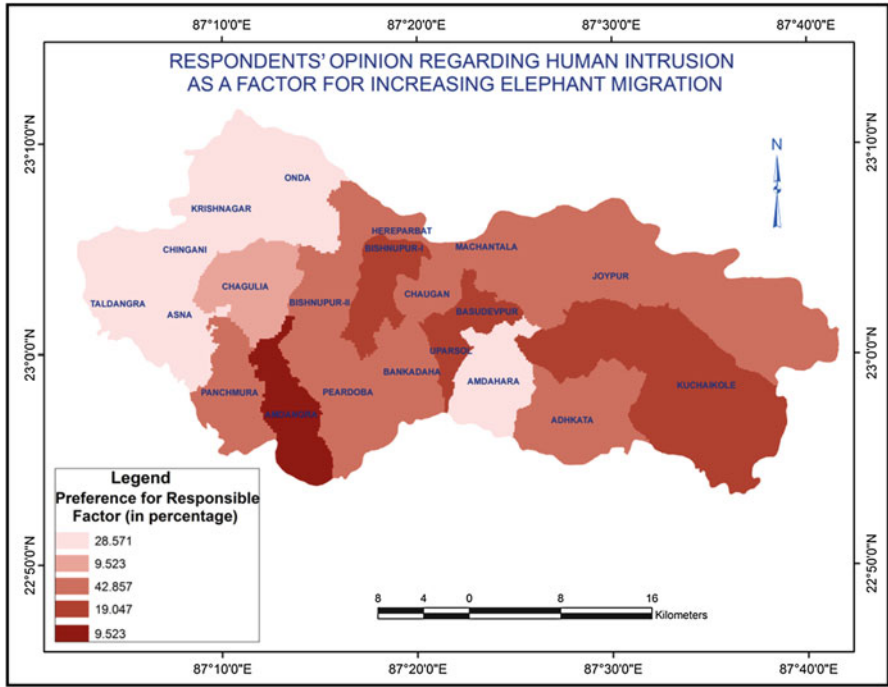 87°10'0"E 87°20'0"E 87°30'0"E 87°40'0"E
RESPONDENTS' OPINION REGARDING HUMAN INTRUSION
AS A FACTOR FOR INCREASING ELEPHANT MIGRATION
23°10'0"N 23°10'0"N
N
ONDA
KRISHNAGAR
HEREPARBAT
CHINGANI BISHNUPUR-I MACHANTALA
JOYPUR
CHAGULIA
CHAUGAN
TALDANGRA BISHNUPUR-II
ASNA BASUDEVPUR
23°0'0"N 23°0'0"N
UPARSOL
BANKADAHA AMDAHARA
KUCHAIKOLE
PANCHMURA PEARDOBA
ADHKATA
Legend
Preference for Responsible
Factor (in percentage)
28.571
9.523
42.857
19.047
9.523
22°50'0"N 22°50'0"N
8 4 0 8 16
Kilometers
87°10'0"E 87°20'0"E 87°30'0"E 87°40'0"E